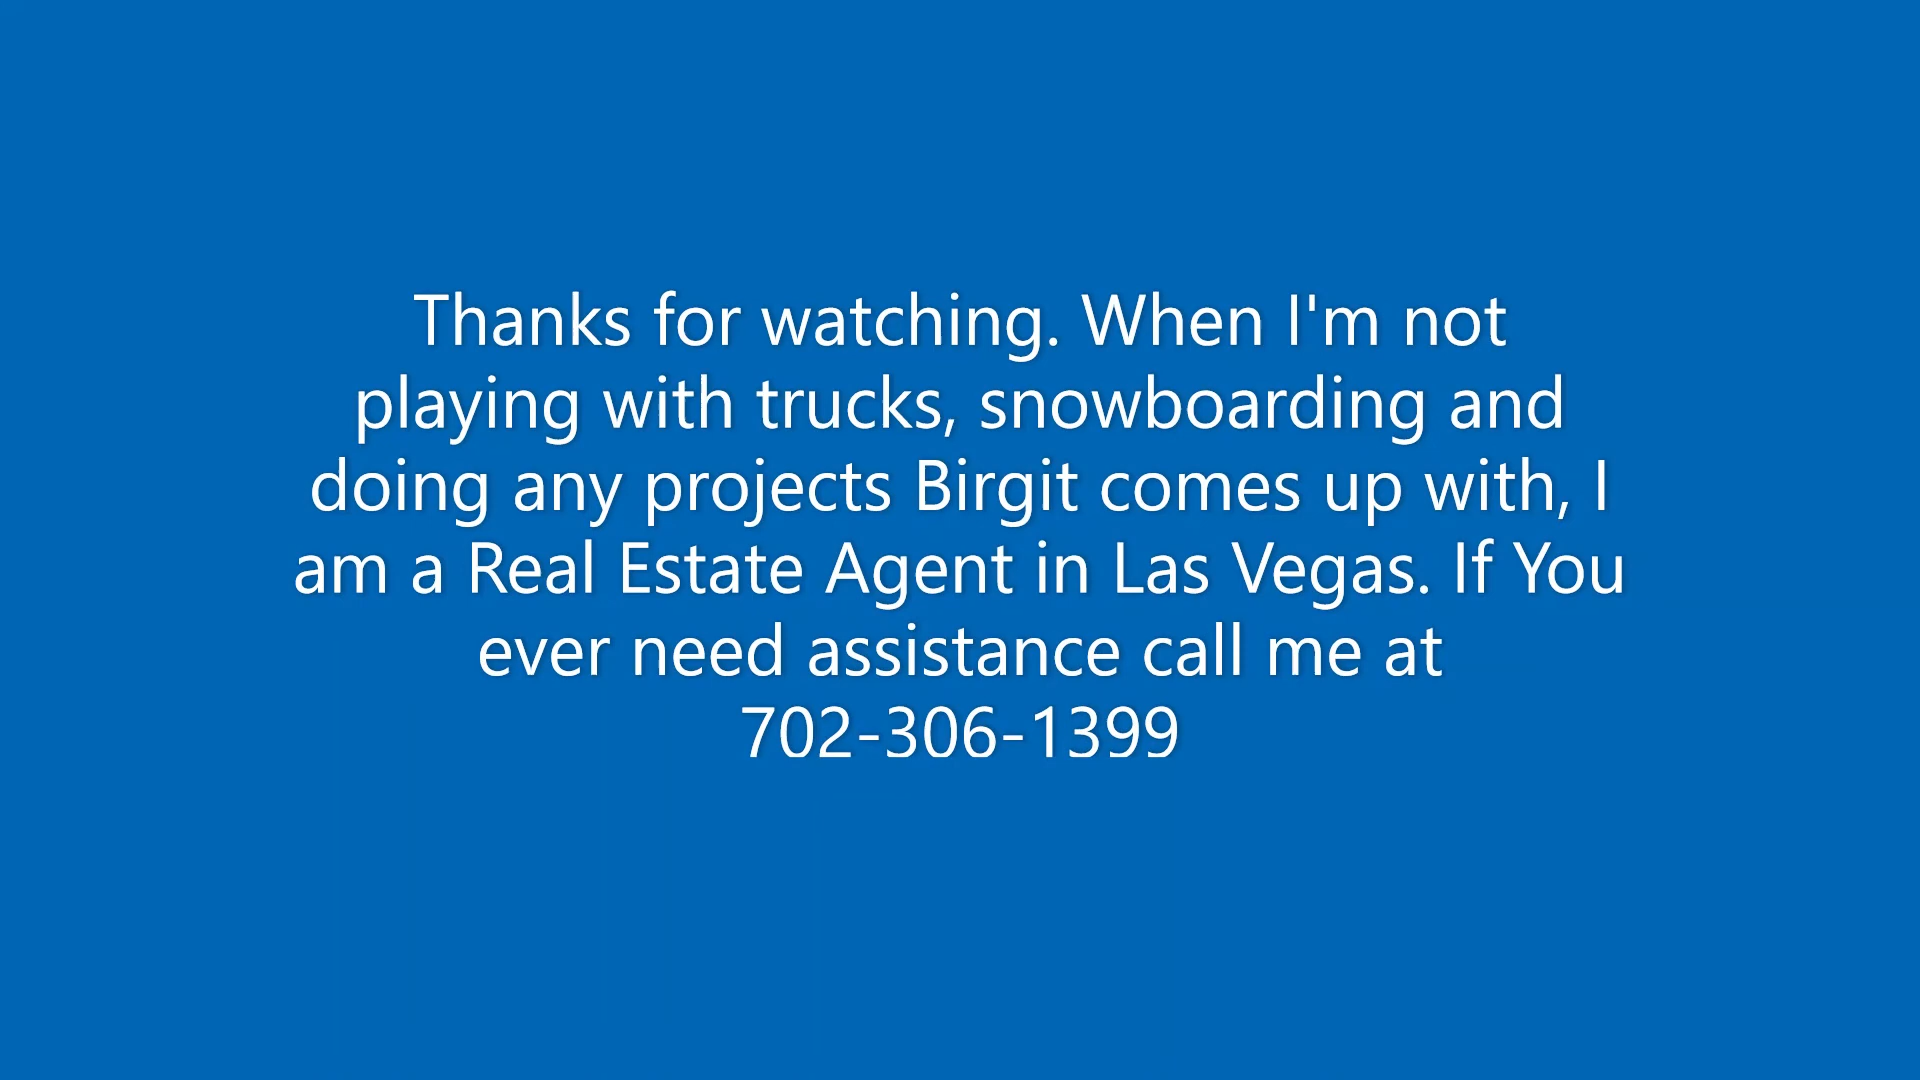 Thanks for watching. When I'm not
playing with trucks, snowboarding and
doing any projects Birgit comes up with, I
am a Real Estate Agent in Las Vegas. If You
ever need assistance call me at
702-306-1399